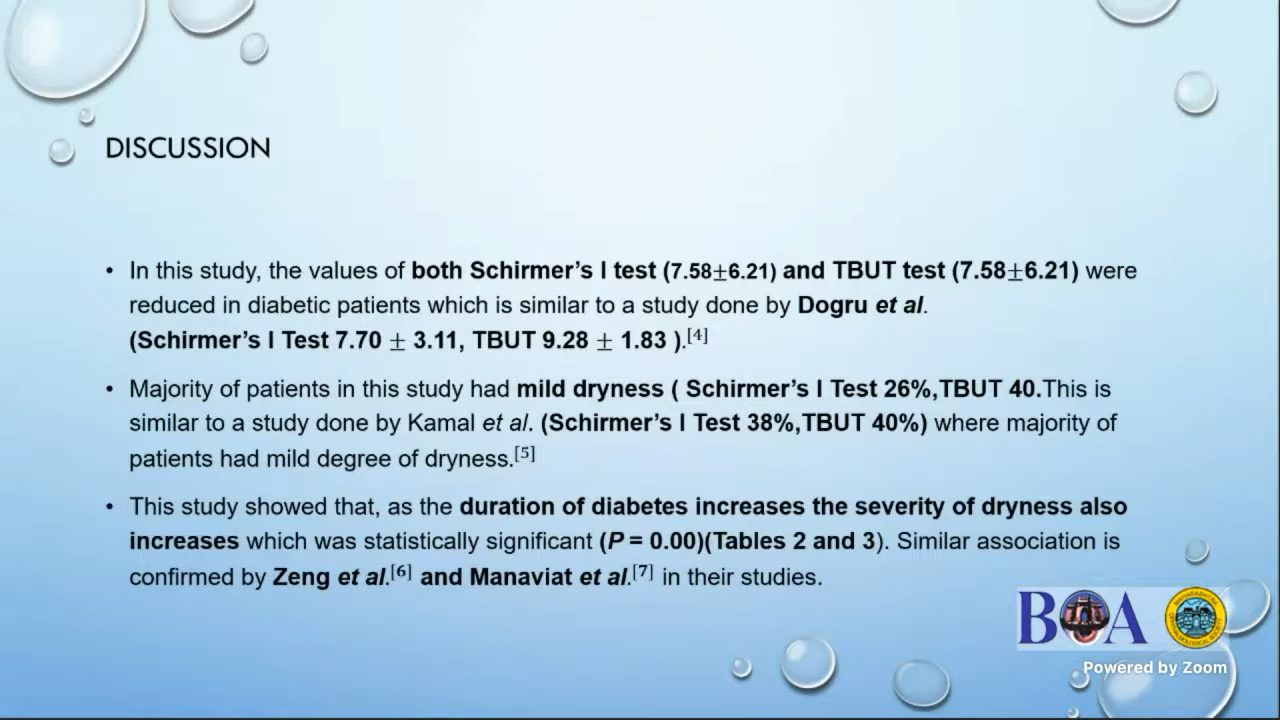 DISCUSSION
• In this study, the values of both Schirmer's I test (7.58±6.21) and TBUT test (7.58±6.21) were
reduced in diabetic patients which is similar to a study done by Dogru et al.
(Schirmer's I Test 7.70 ± 3.11, TBUT 9.28 ± 1.83 ).[4]
• Majority of patients in this study had mild dryness ( Schirmer's I Test 26%,TBUT 40.This is
similar to a study done by Kamal et al. (Schirmer's I Test 38%,TBUT 40%) where majority of
patients had mild degree of dryness.[5]
• This study showed that, as the duration of diabetes increases the severity of dryness also
increases which was statistically significant (P = 0.00)(Tables 2 and 3). Similar association is
confirmed by Zeng et al.[6] and Manaviat et al.[7] in their studies.
BOA
MAHARASHTRA OPHTHALMOLOGICAL SOCIETY
Powered by Zoom